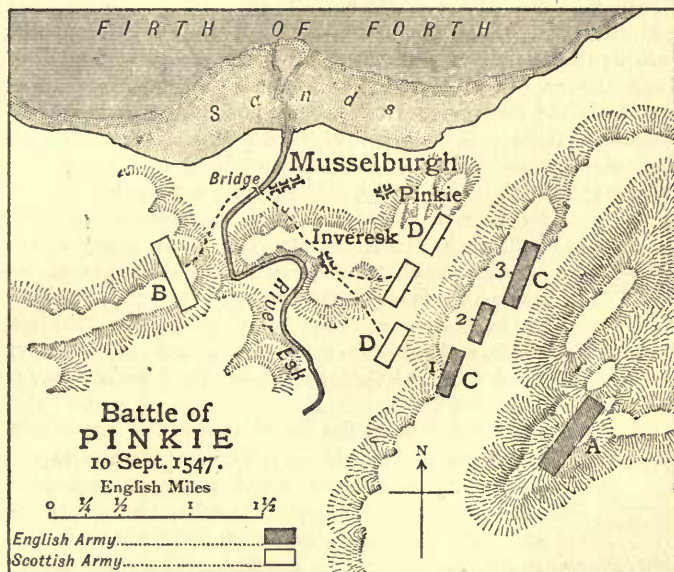 FIRTH OF FORTH
Sands
Musselburgh
Bridge
Pinkie
D
Inveresk
3 C
B
2
River Esk
D
1 C
Battle of
PINKIE
10 Sept. 1547.
A
N
English Miles
0 ¼ ½ 1 1½
English Army
Scottish Army